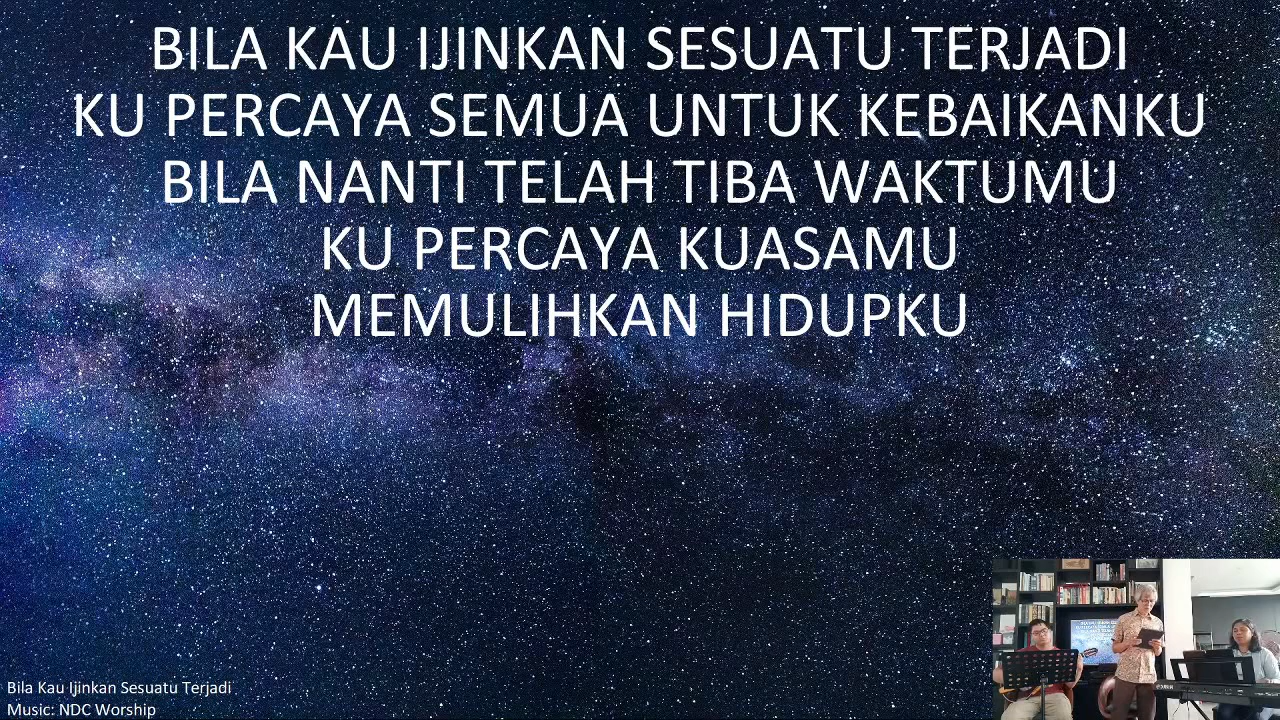 BILA KAU IJINKAN SESUATU TERJADI
KU PERCAYA SEMUA UNTUK KEBAIKANKU
BILA NANTI TELAH TIBA WAKTUMU
KU PERCAYA KUASAMU
MEMULIHKAN HIDUPKU
Bila Kau Ijinkan Sesuatu Terjadi
Music: NDC Worship